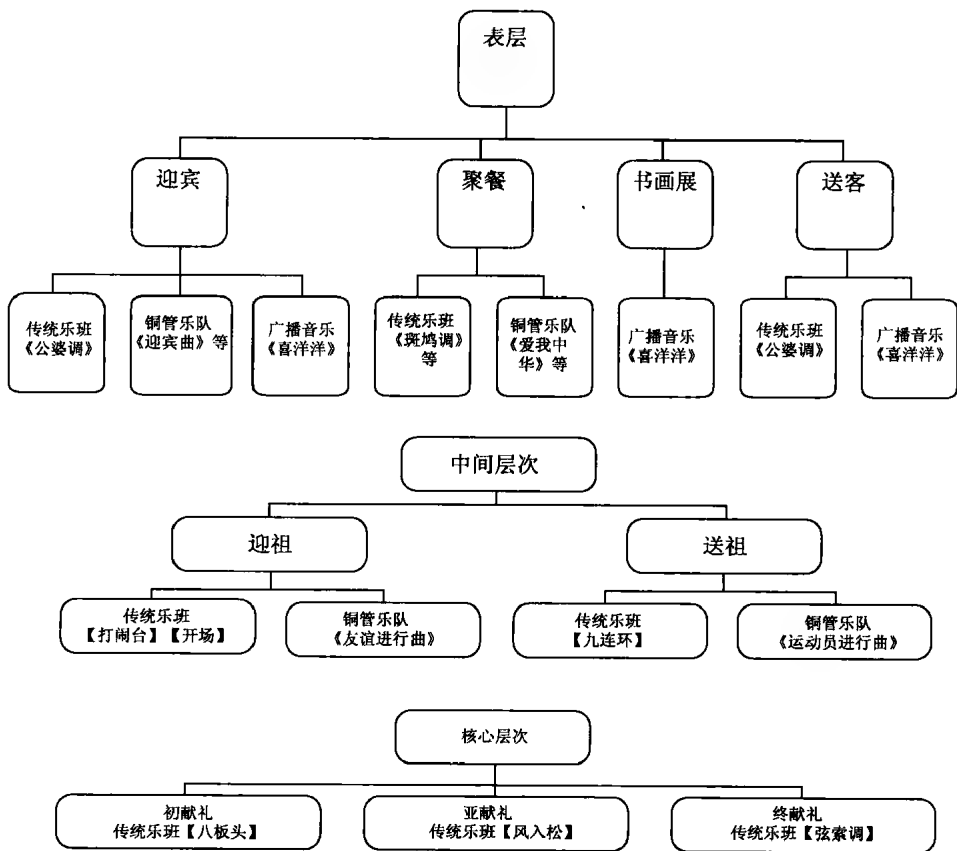 表层
迎宾
聚餐
书画展
送客
传统乐班
《公婆调》
铜管乐队
《迎宾曲》等
广播音乐
《喜洋洋》
传统乐班
《斑鸠调》
等
铜管乐队
《爱我中
华》等
广播音乐
《喜洋洋》
传统乐班
《公婆调》
广播音乐
《喜洋洋》
中间层次
迎祖
送祖
传统乐班
【打闹台】【开场】
铜管乐队
《友谊进行曲》
传统乐班
【九连环】
铜管乐队
《运动员进行曲》
核心层次
初献礼
传统乐班【八板头】
亚献礼
传统乐班【风入松】
终献礼
传统乐班【弦索调】